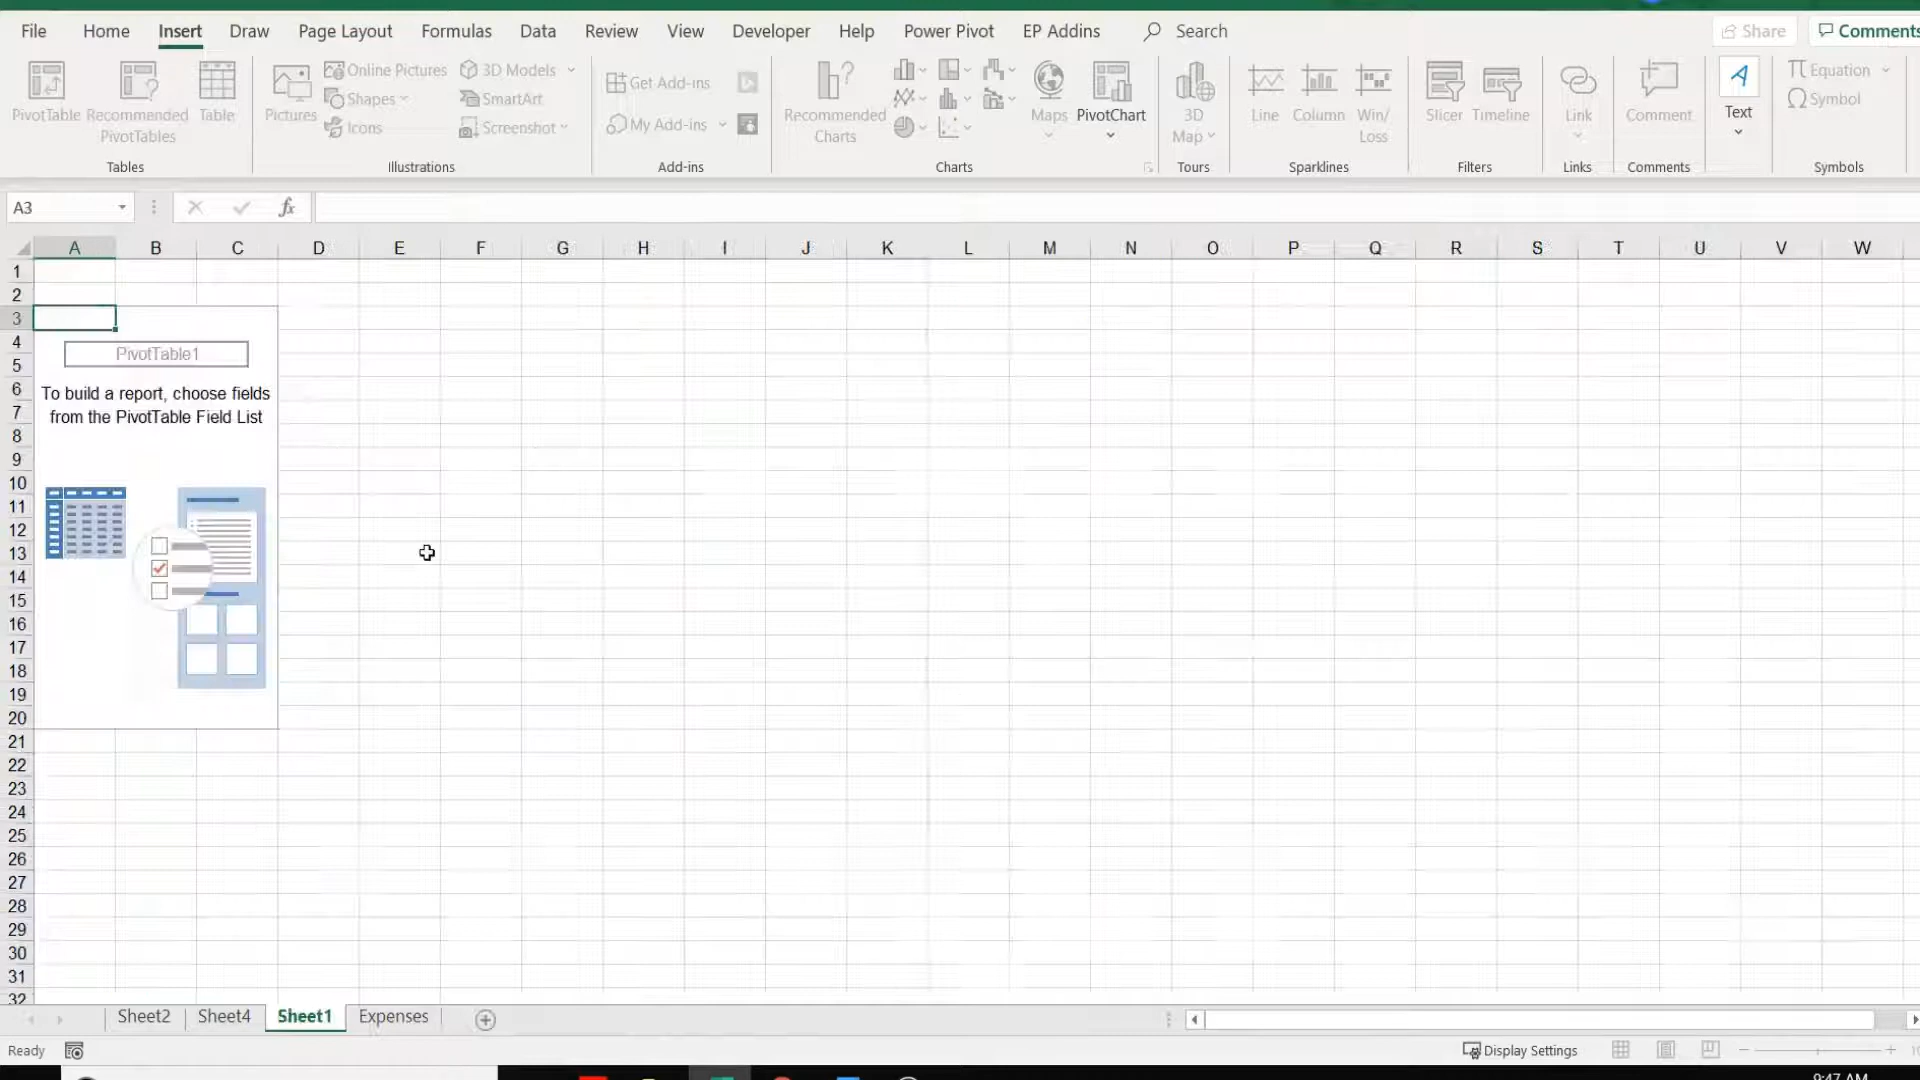 File Home Insert Draw Page Layout Formulas Data Review View Developer Help Power Pivot EP Addins Search Share Comments
PivotTable
Recommended
PivotTables
Table
Tables
Pictures
Online Pictures
Shapes
Icons
3D Models
SmartArt
Screenshot
Illustrations
Get Add-ins
My Add-ins
Add-ins
Recommended
Charts
Maps
PivotChart
Charts
3D
Map
Tours
Line
Column
Win/
Loss
Sparklines
Slicer
Timeline
Filters
Link
Links
Comment
Comments
Text
Equation
Symbol
Symbols
A3
fx
A B C D E F G H I J K L M N O P Q R S T U V W
1
2
3
4
5
6
7
8
9
10
11
12
13
14
15
16
17
18
19
20
21
22
23
24
25
26
27
28
29
30
31
32
PivotTable1
To build a report, choose fields
from the PivotTable Field List
Sheet2 Sheet4 Sheet1 Expenses
Ready
Display Settings
9:47 AM